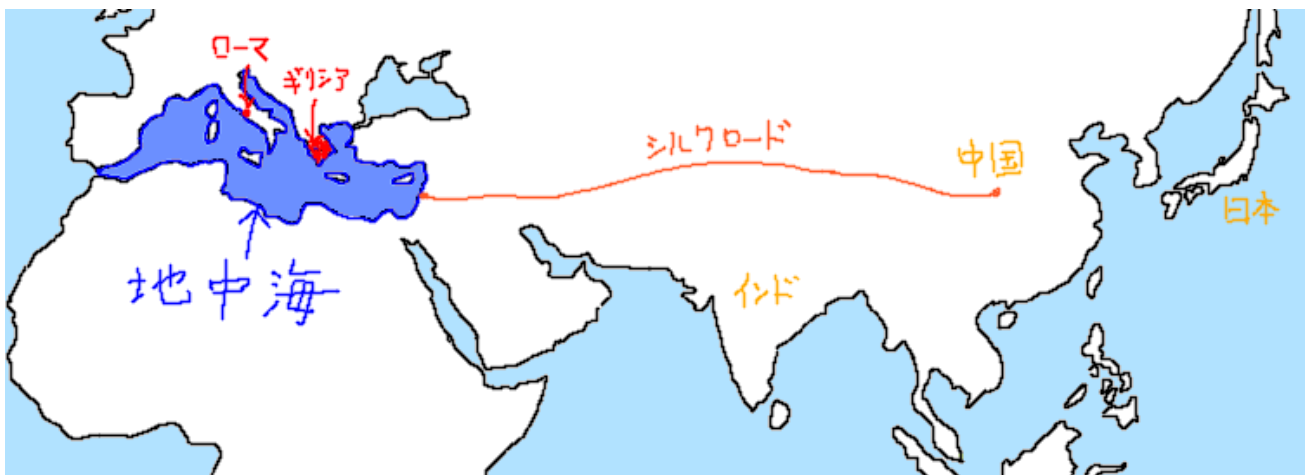 ローマ
ギリシア
シルクロード
中国
日本
地中海
インド